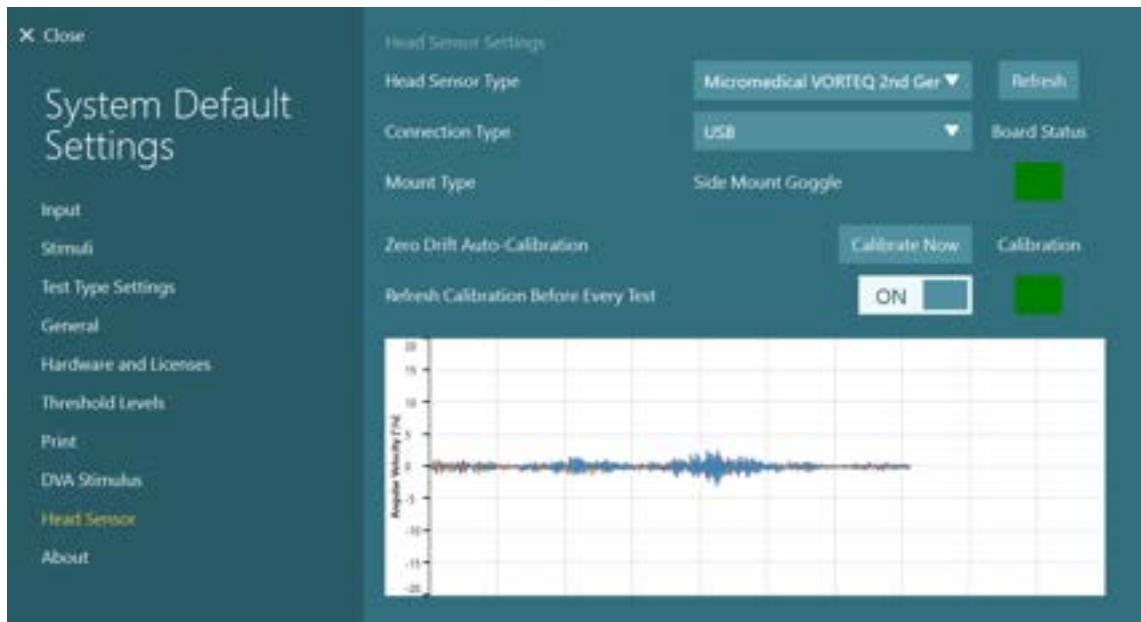 ✕ Close
System Default
Settings
Input
Stimuli
Test Type Settings
General
Hardware and Licenses
Threshold Levels
Print
DVA Stimulus
Head Sensor
About
Head Sensor Settings
Head Sensor Type
Micromedical VORTEQ 2nd Ger
Refresh
Connection Type
USB
Board Status
Mount Type
Side Mount Goggle
Zero Drift Auto-Calibration
Calibrate Now
Calibration
Refresh Calibration Before Every Test
ON
Angular Velocity [°/s]
20
15
10
5
0
-5
-10
-15
-20